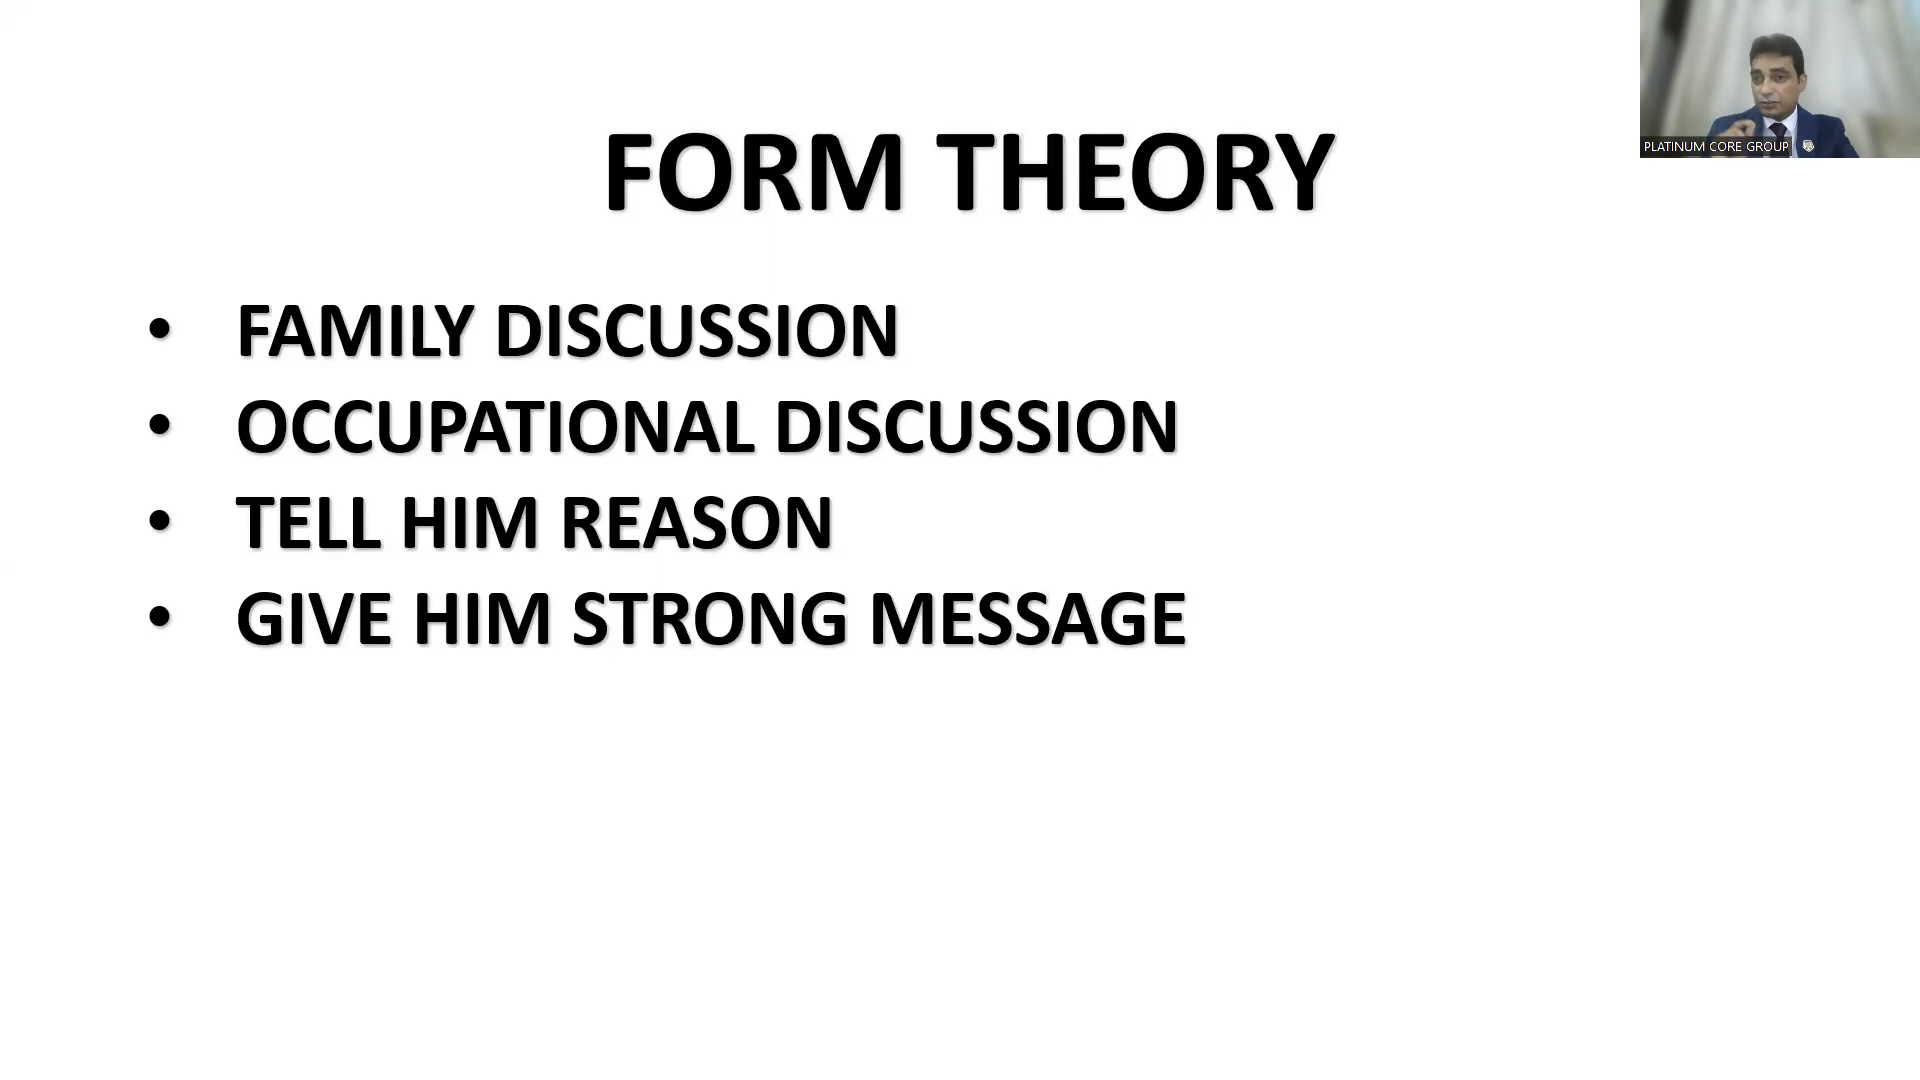 PLATINUM CORE GROUP
FORM THEORY
• FAMILY DISCUSSION
• OCCUPATIONAL DISCUSSION
• TELL HIM REASON
• GIVE HIM STRONG MESSAGE